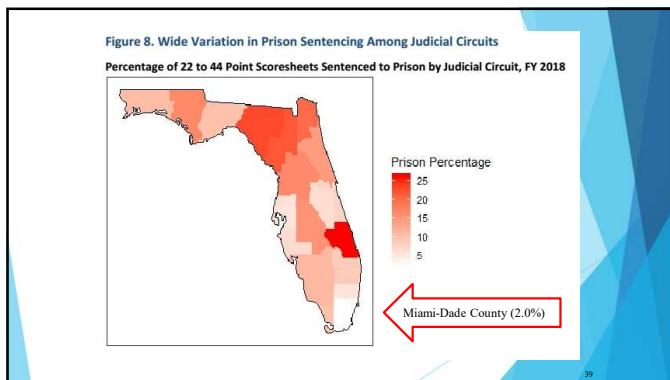 Figure 8. Wide Variation in Prison Sentencing Among Judicial Circuits
Percentage of 22 to 44 Point Scoresheets Sentenced to Prison by Judicial Circuit, FY 2018
Prison Percentage
25
20
15
10
5
Miami-Dade County (2.0%)
39